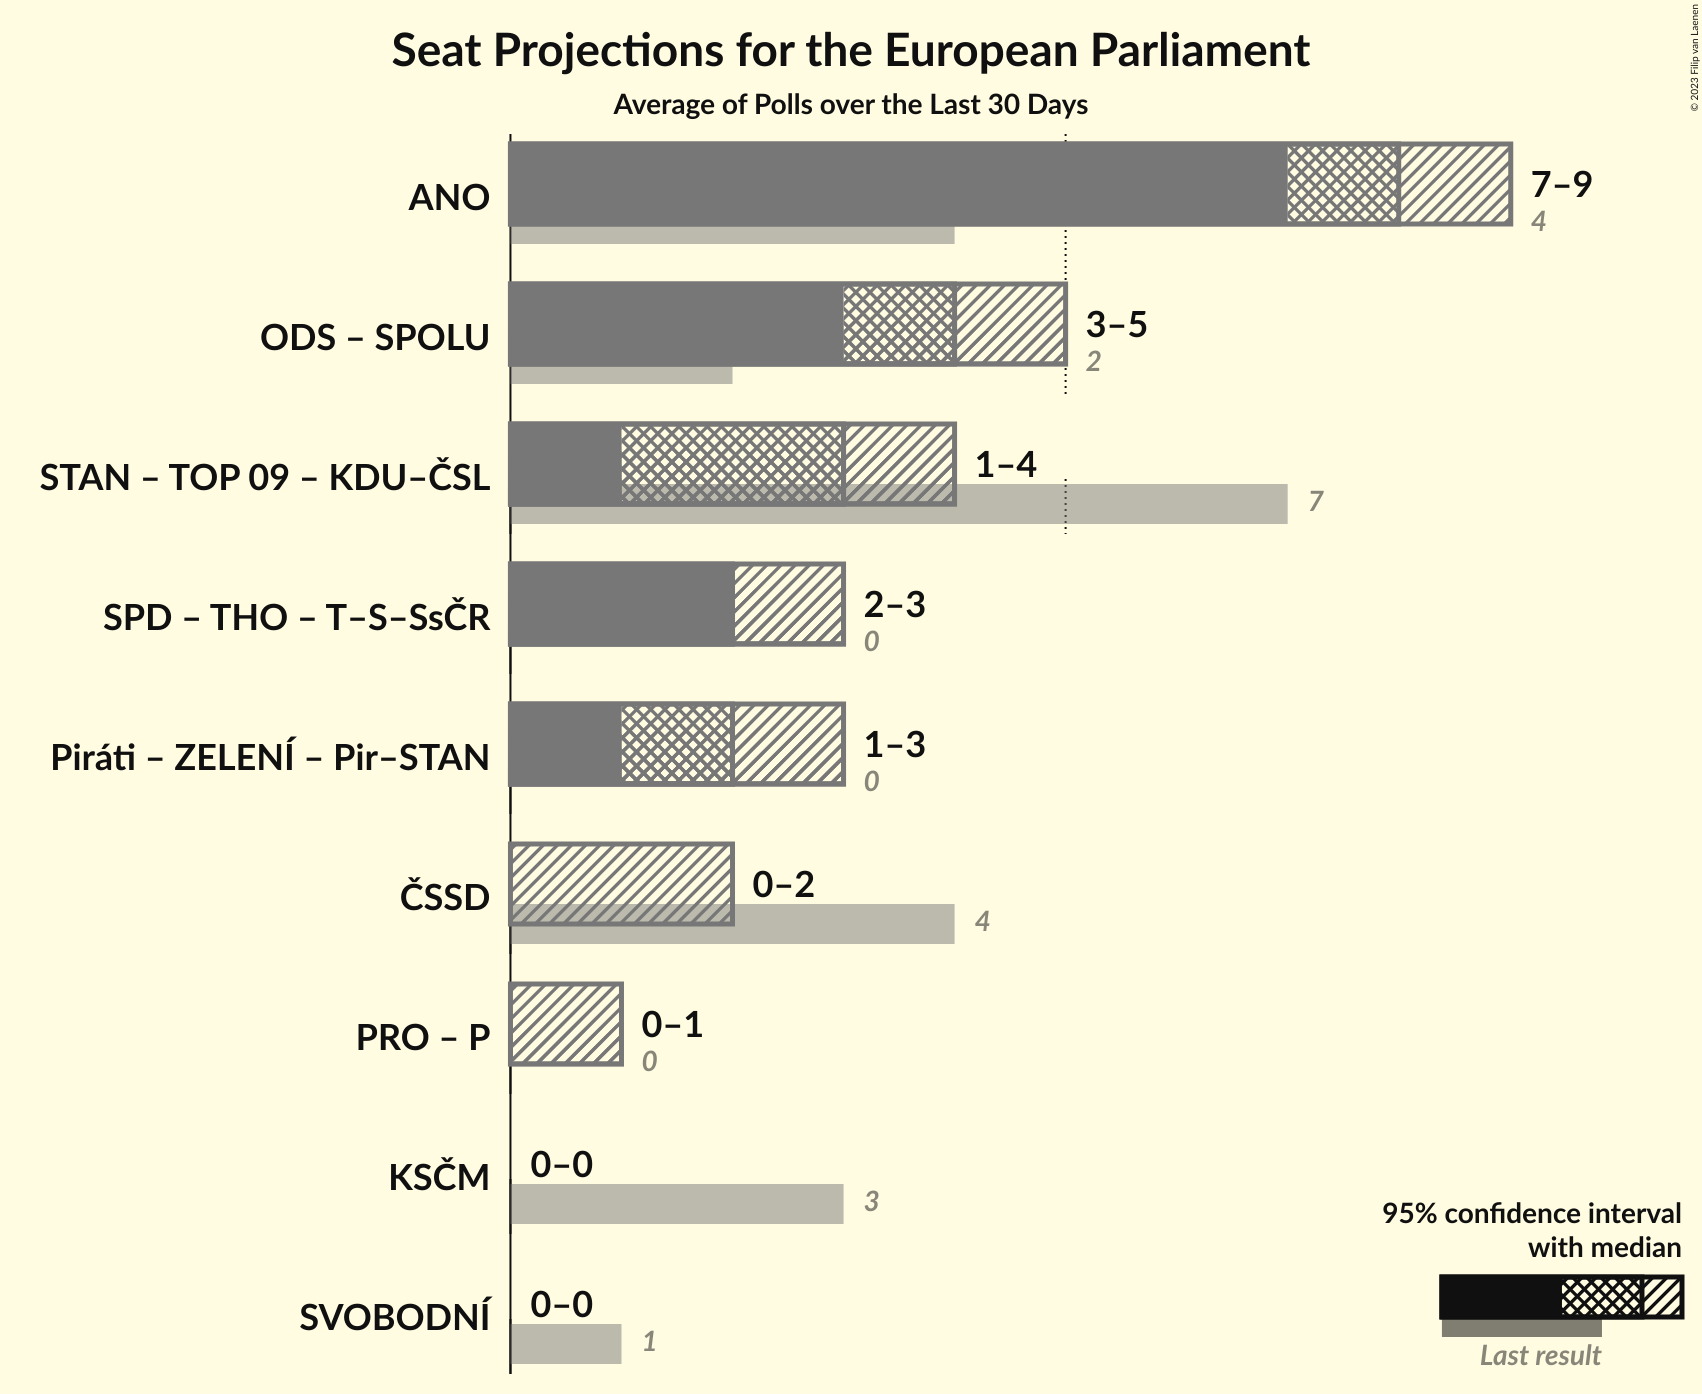 Seat Projections for the European Parliament
Average of Polls over the Last 30 Days
© 2023 Filip van Laenen
ANO
7–9
4
ODS – SPOLU
3–5
2
STAN – TOP 09 – KDU–ČSL
1–4
7
SPD – THO – T–S–SsČR
2–3
0
Piráti – ZELENÍ – Pir–STAN
1–3
0
ČSSD
0–2
4
PRO – P
0–1
0
KSČM
0–0
3
SVOBODNÍ
0–0
1
95% confidence interval
with median
Last result